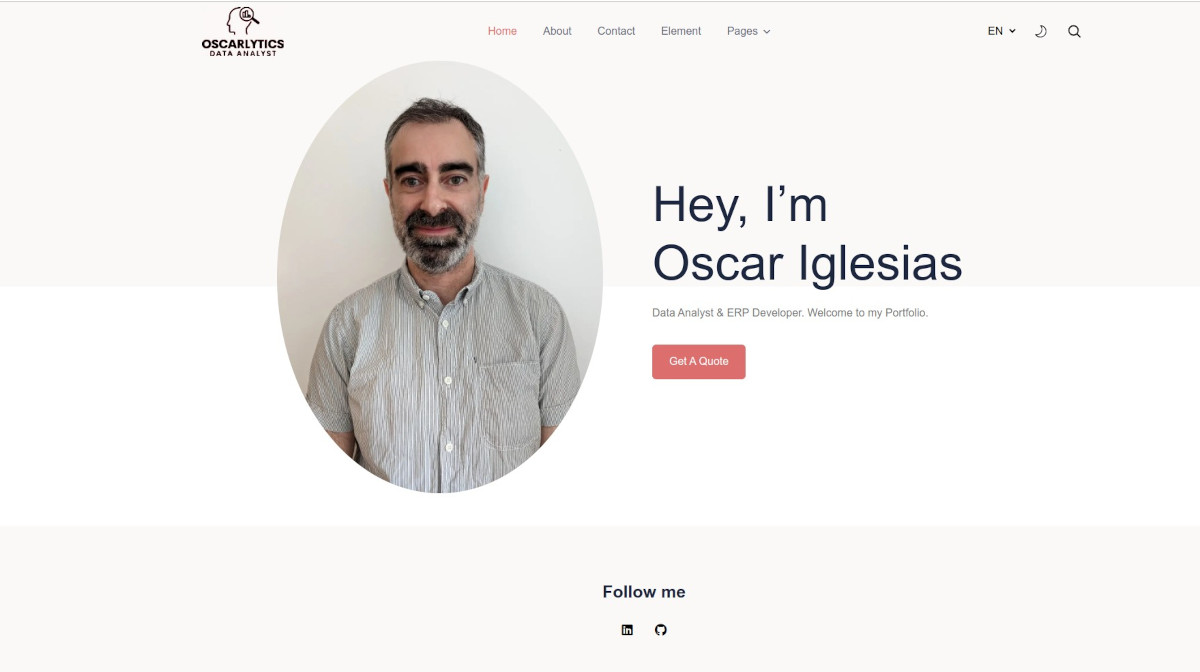 OSCARLYTICS
DATA ANALYST
Home
About
Contact
Element
Pages
EN
Hey, I’m
Oscar Iglesias
Data Analyst & ERP Developer. Welcome to my Portfolio.
Get A Quote
Follow me